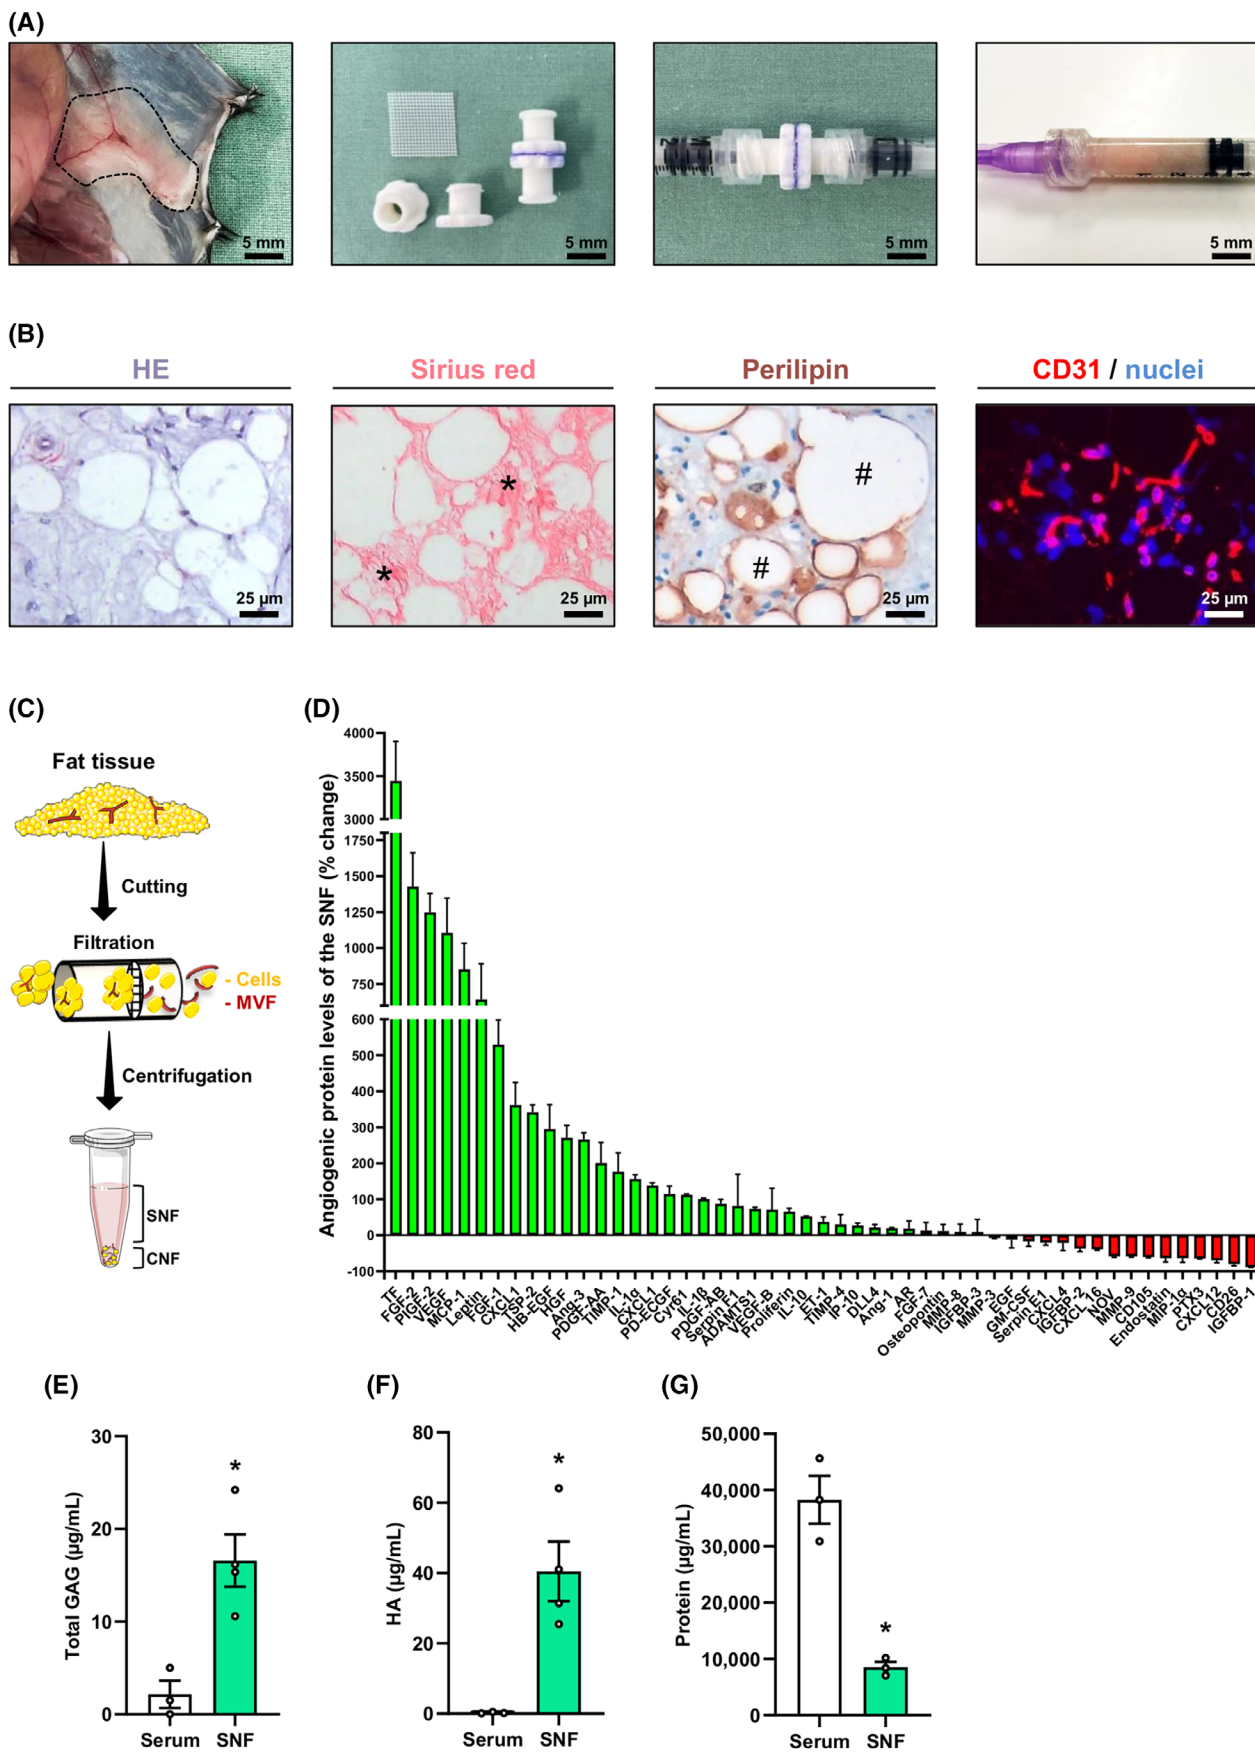 (A)
5 mm
5 mm
5 mm
5 mm
(B)
HE
Sirius red
Perilipin
CD31 / nuclei
*
*
#
#
25 µm
25 µm
25 µm
25 µm
(C)
Fat tissue
Cutting
Filtration
- Cells
- MVF
Centrifugation
SNF
CNF
(D)
Angiogenic protein levels of the SNF (% change)
4000
3500
3000
1750
1500
1250
1000
750
600
500
400
300
200
100
0
-100
TF
FGF-2
PIGF-2
VEGF
MCP-1
Leptin
FGF-1
CXCL1
THSP-2
HB-EGF
HGF
Ang-3
PDGF-AA
TIMP-1
IL-1α
CXCL1
PD-ECGF
Cyr61
IL-1β
PDGF-AB
Serpin F1
ADAMTS1
VEGF-B
Proliferin
IL-10
ET-1
TIMP-4
IP-10
DLL4
Ang-1
AR
FGF-7
Osteopontin
MMP-8
IGFBP-3
MMP-3
EGF
GM-CSF
Serpin E1
CXCL4
IGFBP-2
CXCL16
NOV
MMP-9
CD105
Endostatin
MIP-1α
PTX3
CXCL12
CD26
IGFBP-1
(E)
Total GAG (µg/mL)
30
20
10
0
*
Serum
SNF
(F)
HA (µg/mL)
80
60
40
20
0
*
Serum
SNF
(G)
Protein (µg/mL)
50,000
40,000
30,000
20,000
10,000
0
*
Serum
SNF